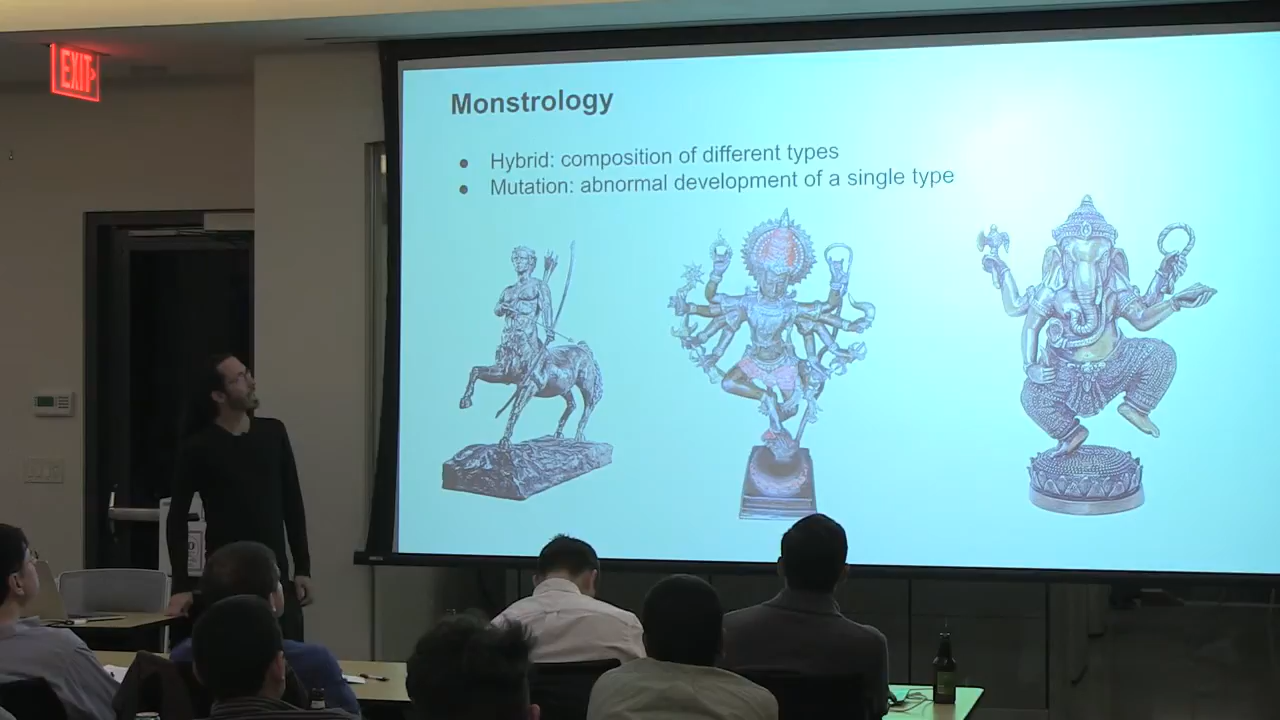 EXIT
Monstrology
Hybrid: composition of different types
Mutation: abnormal development of a single type